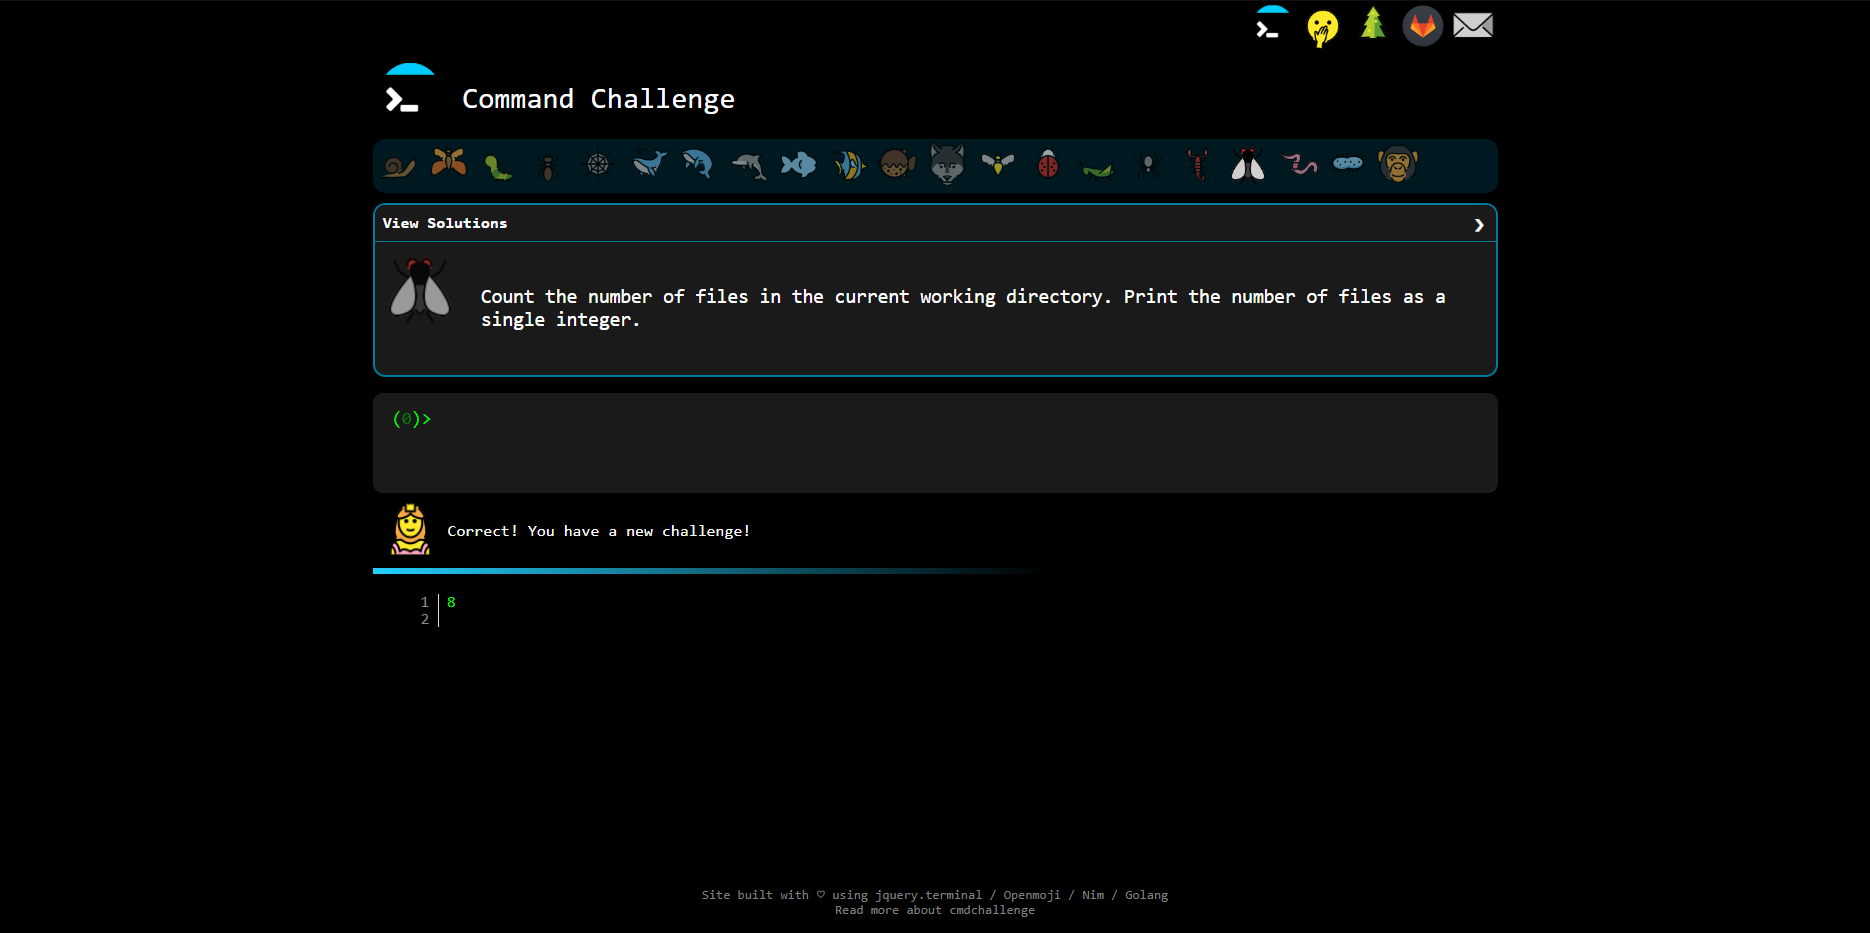 Command Challenge
View Solutions
Count the number of files in the current working directory. Print the number of files as a
single integer.
(0)>
Correct! You have a new challenge!
1 8
2
Site built with ♡ using jquery.terminal / Openmoji / Nim / Golang
Read more about cmdchallenge